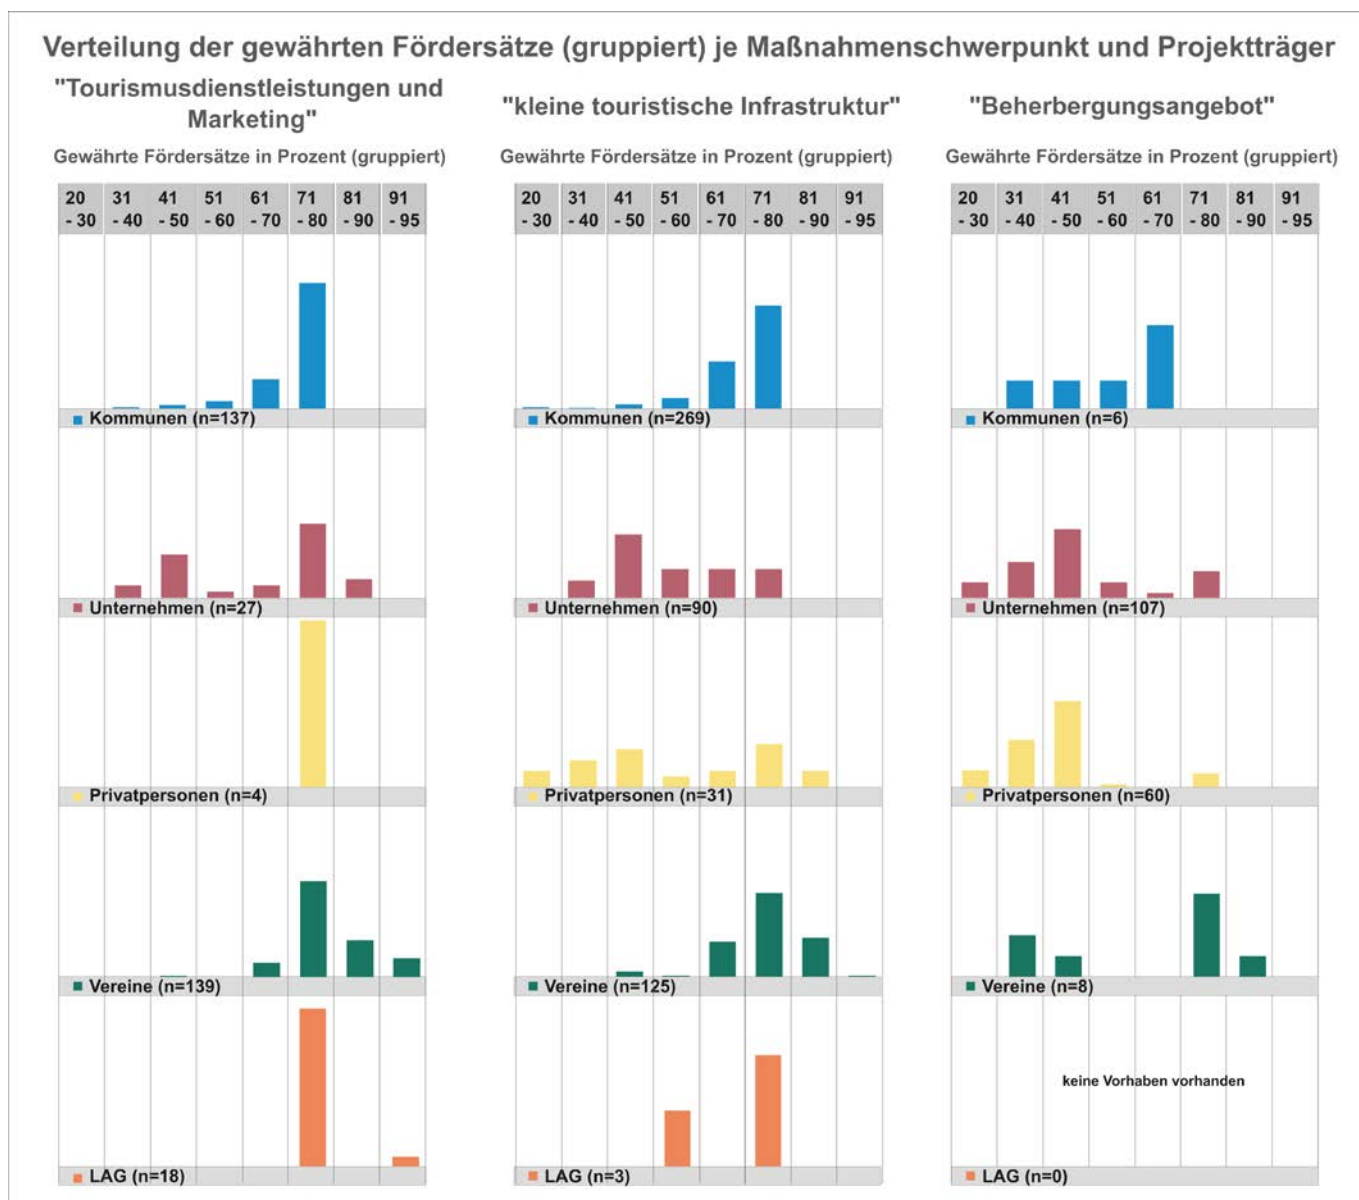 Verteilung der gewährten Fördersätze (gruppiert) je Maßnahmenschwerpunkt und Projektträger
"Tourismusdienstleistungen und
Marketing"
Gewährte Fördersätze in Prozent (gruppiert)
20 31 41 51 61 71 81 91
- 30 - 40 - 50 - 60 - 70 - 80 - 90 - 95
Kommunen (n=137)
Unternehmen (n=27)
Privatpersonen (n=4)
Vereine (n=139)
LAG (n=18)
"kleine touristische Infrastruktur"
Gewährte Fördersätze in Prozent (gruppiert)
20 31 41 51 61 71 81 91
- 30 - 40 - 50 - 60 - 70 - 80 - 90 - 95
Kommunen (n=269)
Unternehmen (n=90)
Privatpersonen (n=31)
Vereine (n=125)
LAG (n=3)
"Beherbergungsangebot"
Gewährte Fördersätze in Prozent (gruppiert)
20 31 41 51 61 71 81 91
- 30 - 40 - 50 - 60 - 70 - 80 - 90 - 95
Kommunen (n=6)
Unternehmen (n=107)
Privatpersonen (n=60)
Vereine (n=8)
keine Vorhaben vorhanden
LAG (n=0)